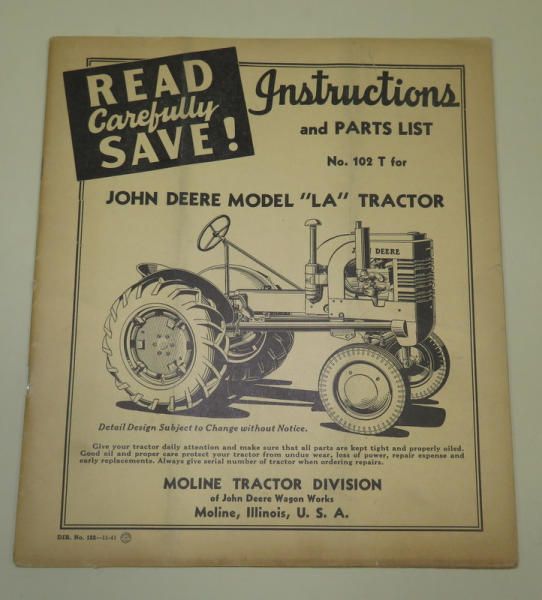 READ
Carefully
SAVE!
Instructions
and PARTS LIST
No. 102 T for
JOHN DEERE MODEL "LA" TRACTOR
JOHN DEERE
Detail Design Subject to Change without Notice.
Give your tractor daily attention and make sure that all parts are kept tight and properly oiled.
Good oil and proper care protect your tractor from undue wear, loss of power, repair expense and
early replacements. Always give serial number of tractor when ordering repairs.
MOLINE TRACTOR DIVISION
of John Deere Wagon Works
Moline, Illinois, U. S. A.
DIR. No.